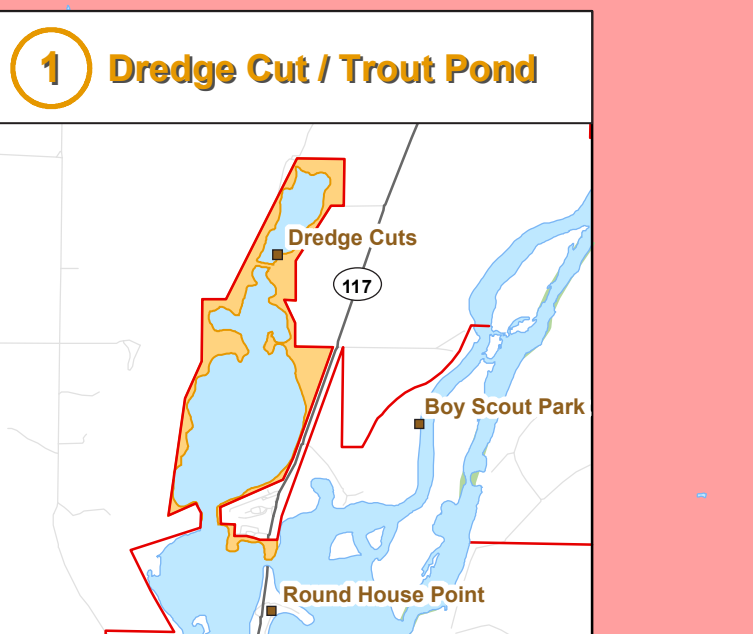 1 Dredge Cut / Trout Pond
Dredge Cuts
117
Boy Scout Park
Round House Point